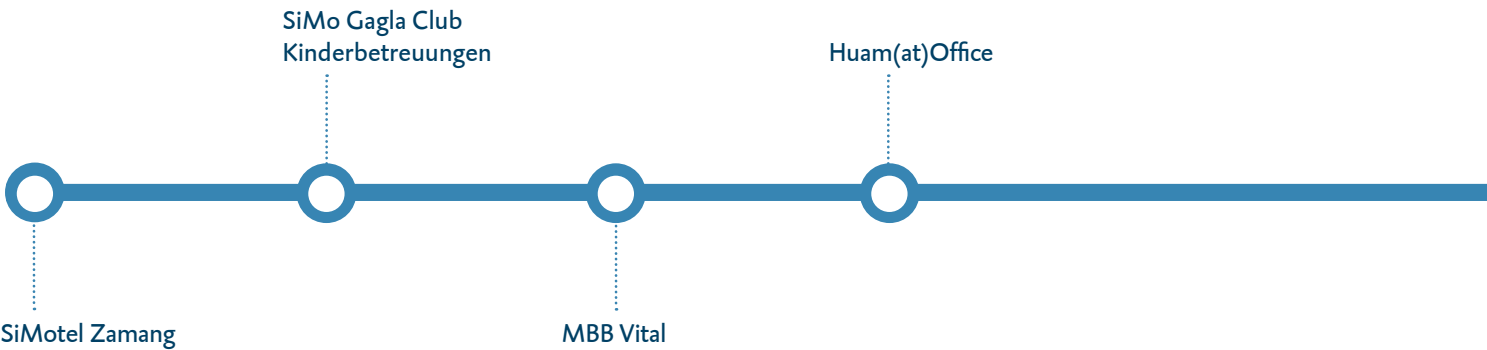 SiMo Gagla Club
Kinderbetreuungen
Huam(at)Office
SiMotel Zamang
MBB Vital